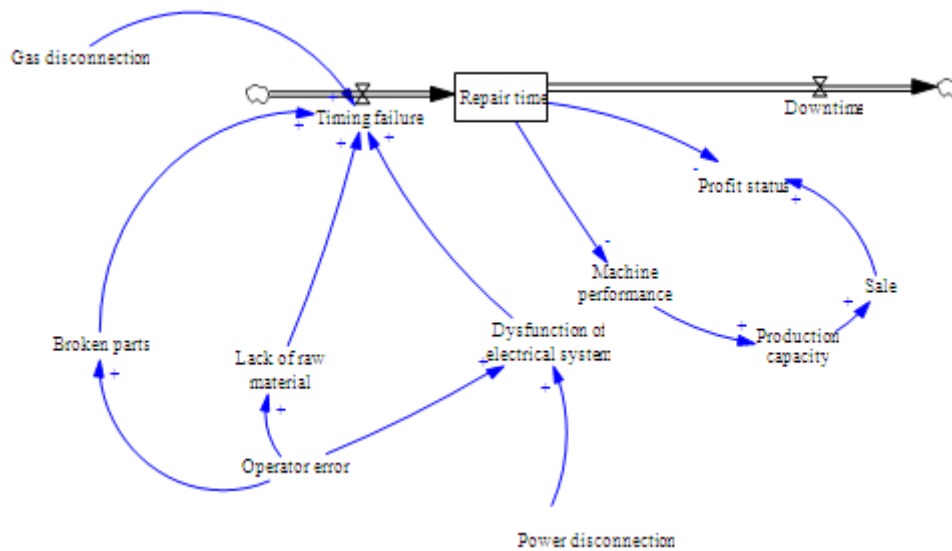 Gas disconnection
+
Repair time
Timing failure
Downtime
+
+
+
-
Profit status
+
-
Machine
performance
Sale
+
+
Production
capacity
Dysfunction of
electrical system
+
Broken parts
Lack of raw
material
+
+
+
Operator error
Power disconnection